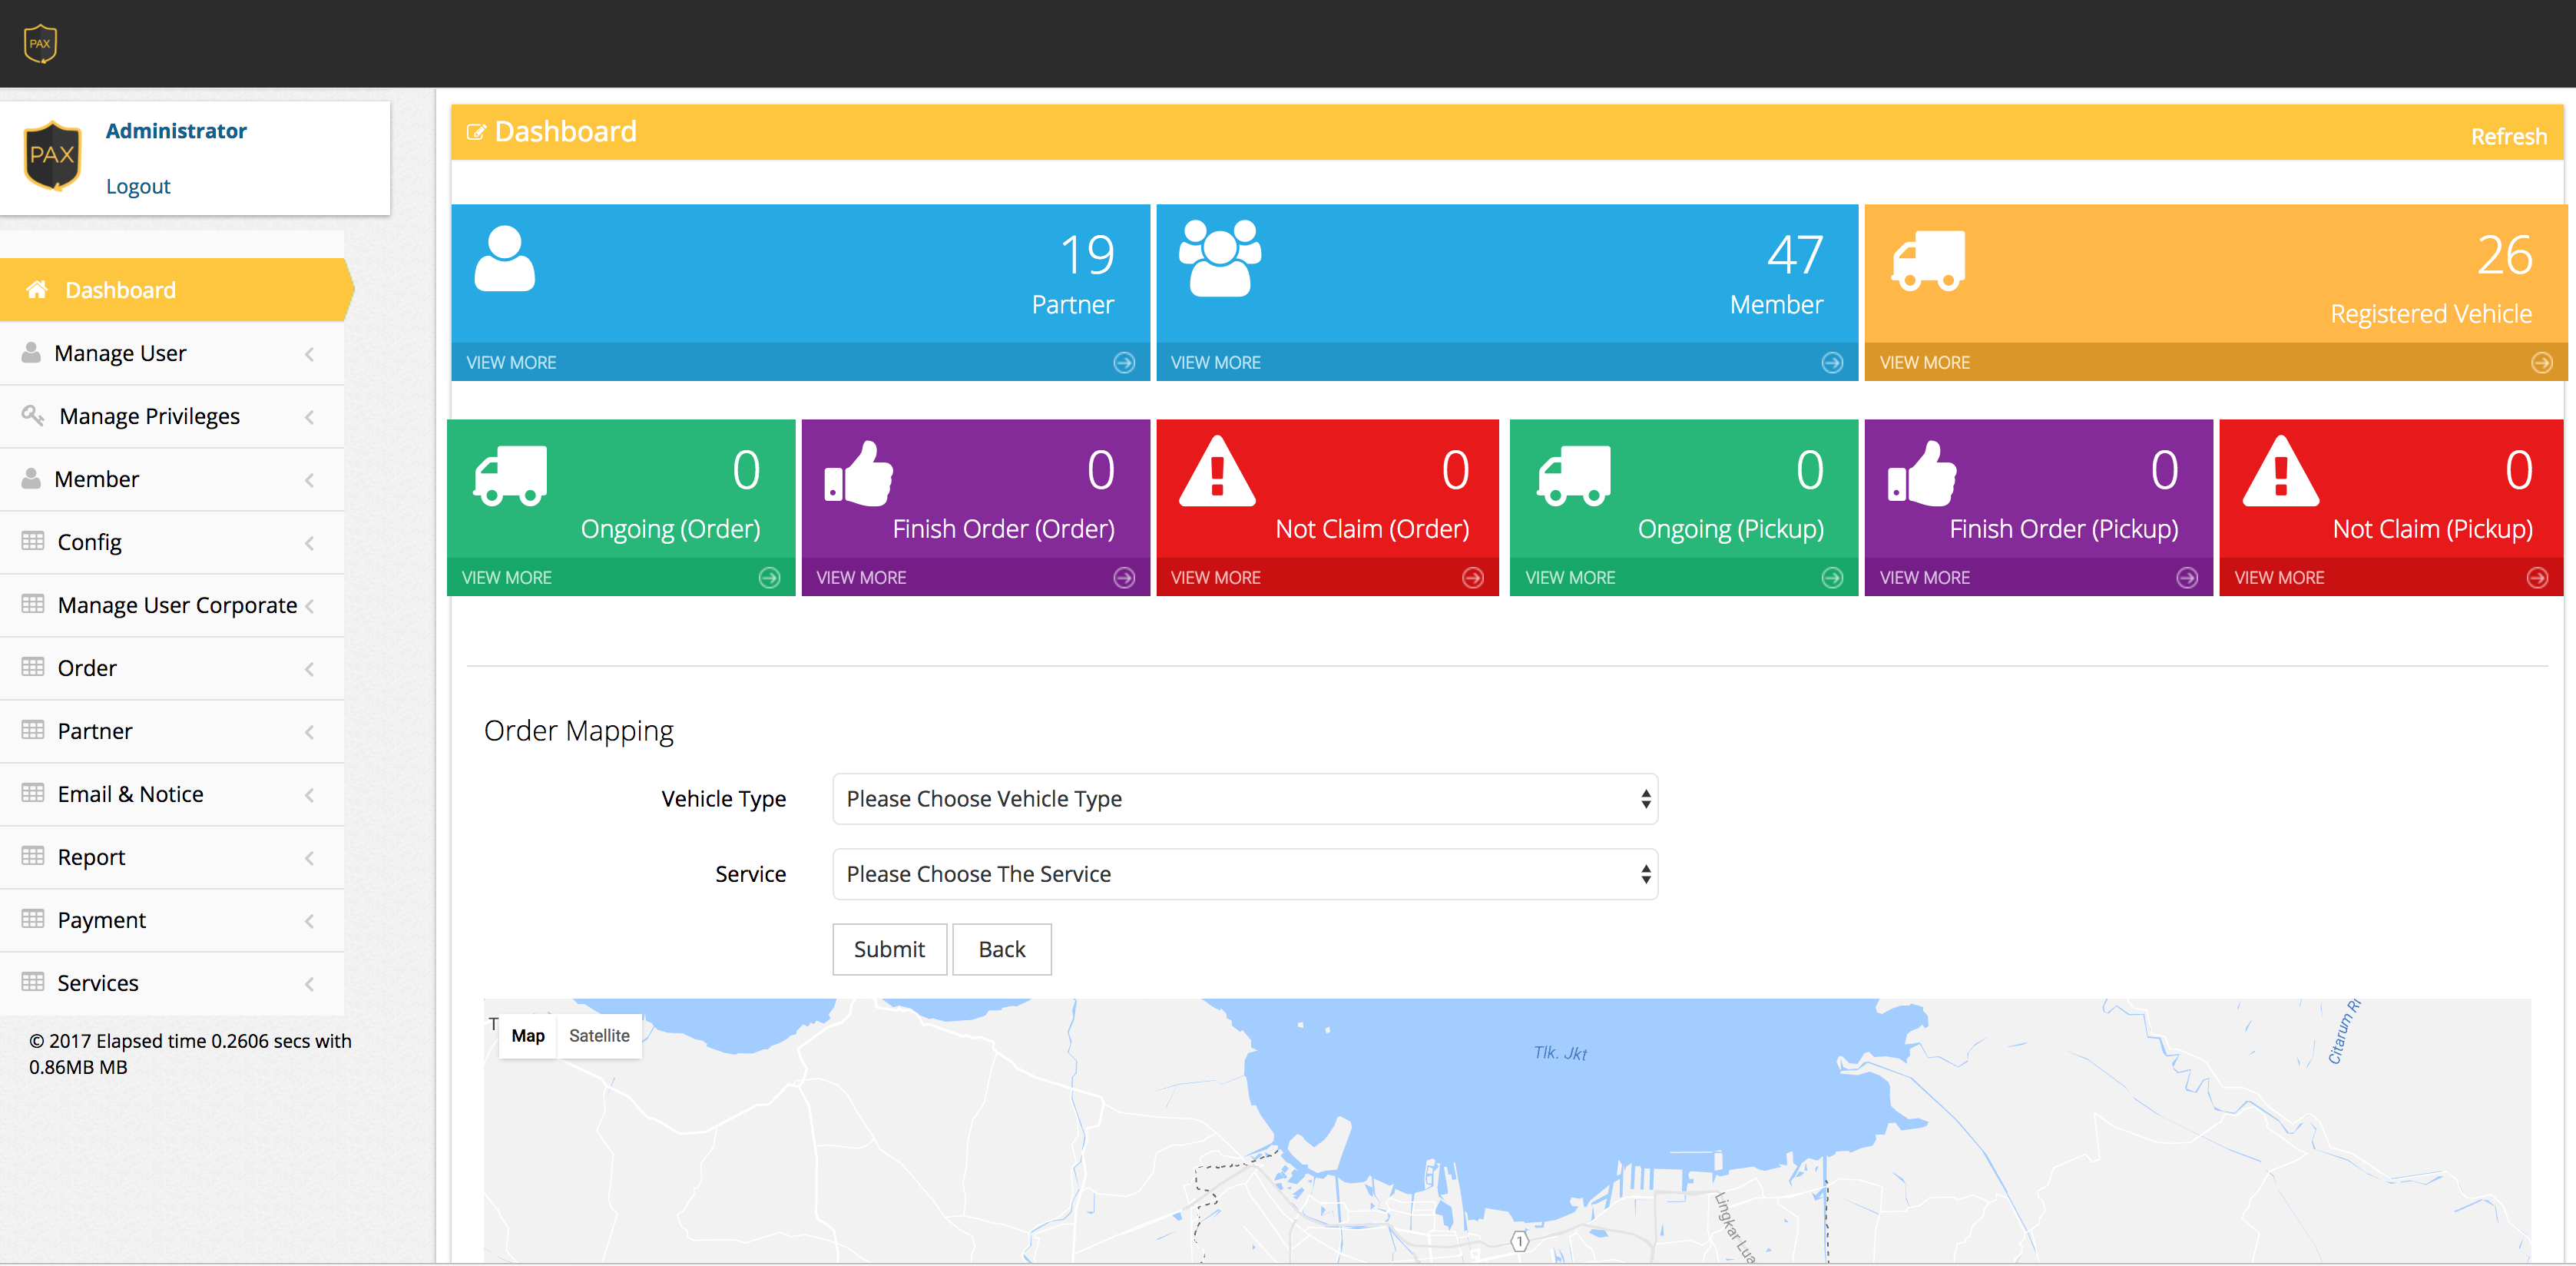 PAX
PAX
Administrator
Logout
Dashboard
Manage User
Manage Privileges
Member
Config
Manage User Corporate
Order
Partner
Email & Notice
Report
Payment
Services
© 2017 Elapsed time 0.2606 secs with
0.86MB MB
Dashboard
Refresh
19
Partner
VIEW MORE
47
Member
VIEW MORE
26
Registered Vehicle
VIEW MORE
0
Ongoing (Order)
VIEW MORE
0
Finish Order (Order)
VIEW MORE
0
Not Claim (Order)
VIEW MORE
0
Ongoing (Pickup)
VIEW MORE
0
Finish Order (Pickup)
VIEW MORE
0
Not Claim (Pickup)
VIEW MORE
Order Mapping
Vehicle Type
Please Choose Vehicle Type
Service
Please Choose The Service
Submit
Back
Map
Satellite
Tlk. Jkt
Citarum Ri
Lingkar Lua
1